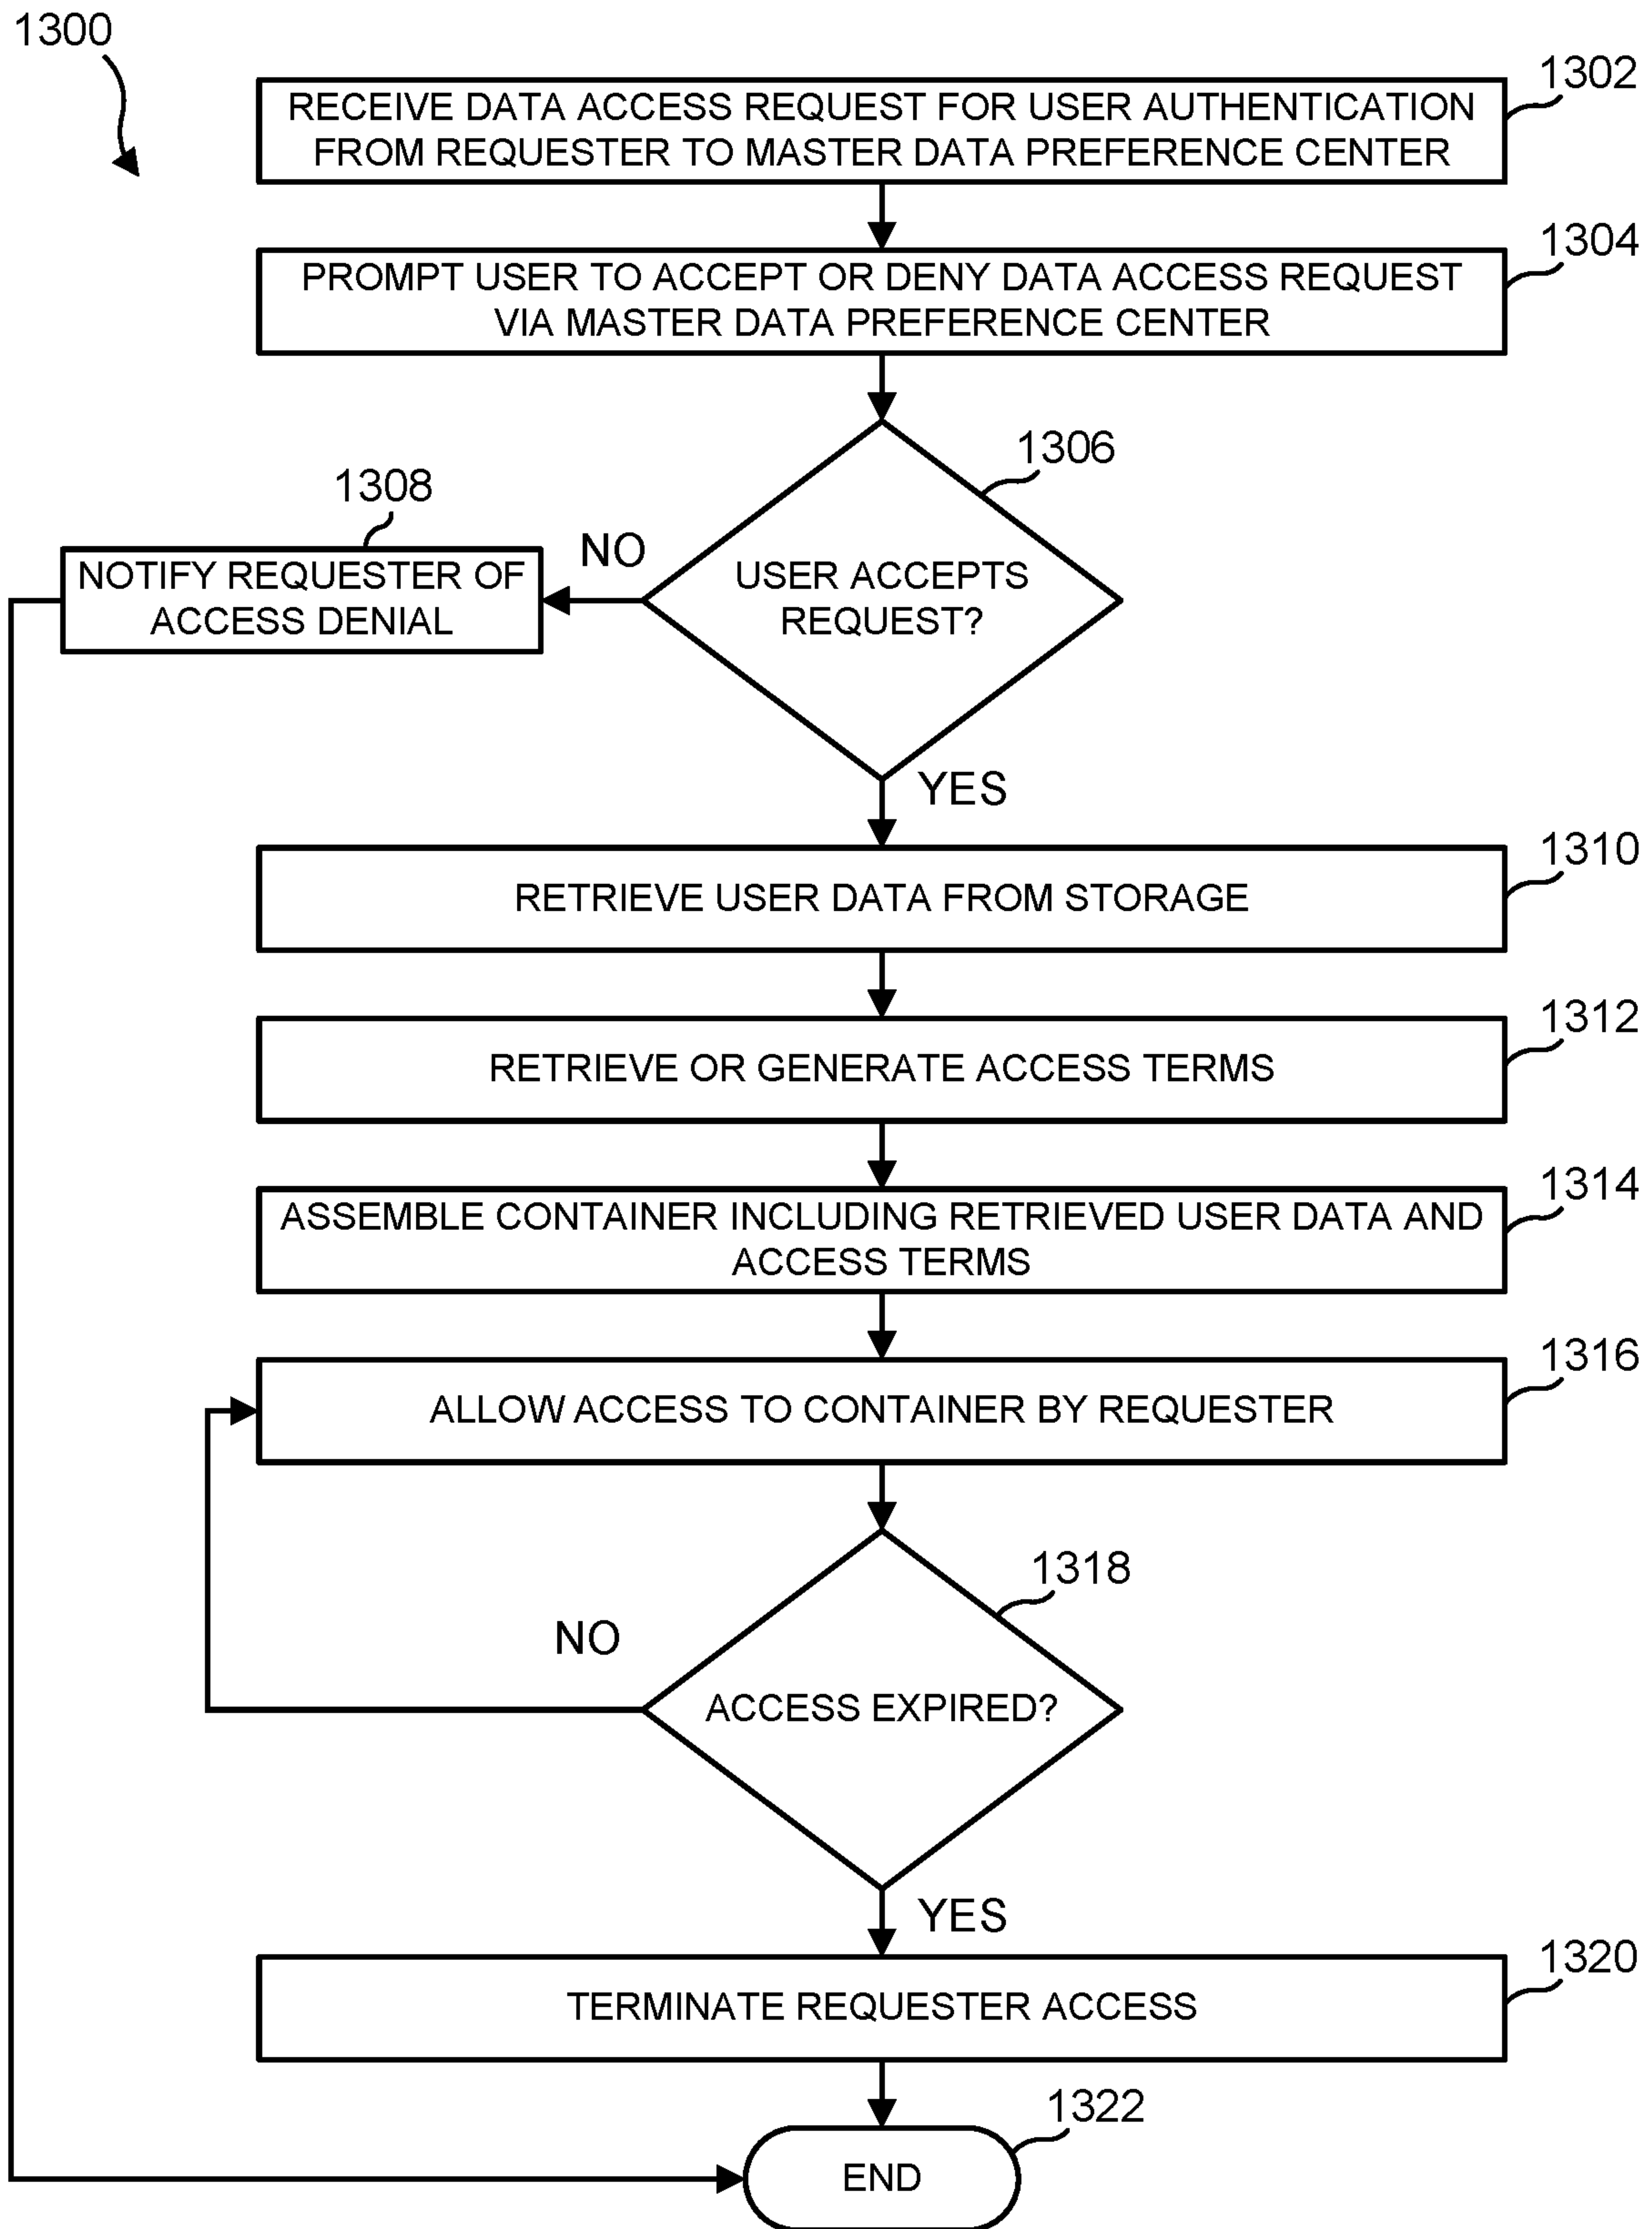 1300
1302
RECEIVE DATA ACCESS REQUEST FOR USER AUTHENTICATION
FROM REQUESTER TO MASTER DATA PREFERENCE CENTER
1304
PROMPT USER TO ACCEPT OR DENY DATA ACCESS REQUEST
VIA MASTER DATA PREFERENCE CENTER
1306
USER ACCEPTS
REQUEST?
NO
1308
NOTIFY REQUESTER OF
ACCESS DENIAL
YES
1310
RETRIEVE USER DATA FROM STORAGE
1312
RETRIEVE OR GENERATE ACCESS TERMS
1314
ASSEMBLE CONTAINER INCLUDING RETRIEVED USER DATA AND
ACCESS TERMS
1316
ALLOW ACCESS TO CONTAINER BY REQUESTER
1318
NO
ACCESS EXPIRED?
YES
1320
TERMINATE REQUESTER ACCESS
1322
END